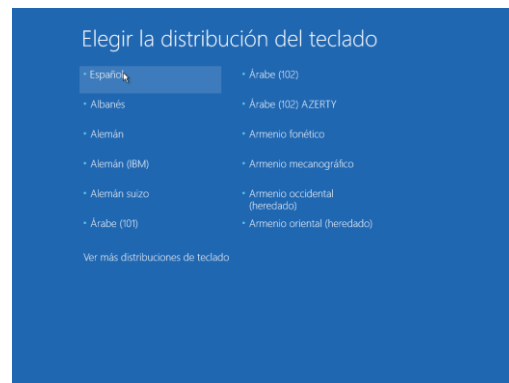 Elegir la distribución del teclado
Español
Albanés
Alemán
Alemán (IBM)
Alemán suizo
Árabe (101)
Árabe (102)
Árabe (102) AZERTY
Armenio fonético
Armenio mecanográfico
Armenio occidental
(heredado)
Armenio oriental (heredado)
Ver más distribuciones de teclado